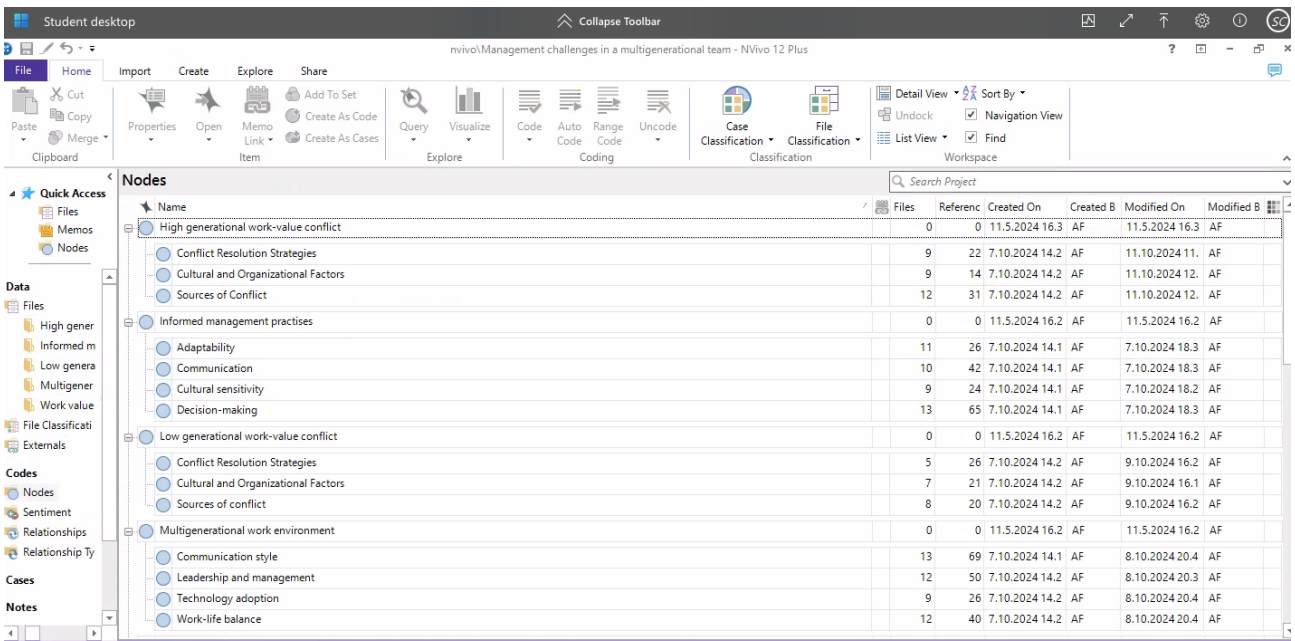 Student desktop Collapse Toolbar SC
nvivo\Management challenges in a multigenerational team - NVivo 12 Plus
File Home Import Create Explore Share
Paste Cut Copy Merge Clipboard
Properties Open Memo Link Add To Set Create As Code Create As Cases Item
Query Visualize Explore
Code Auto Code Range Code Uncode Coding
Case Classification File Classification Classification
Detail View Sort By Undock Navigation View List View Find Workspace
Quick Access
Files
Memos
Nodes
Data
Files
High gener
Informed m
Low genera
Multigener
Work value
File Classificati
Externals
Codes
Nodes
Sentiment
Relationships
Relationship Ty
Cases
Notes
Nodes Search Project
Name Files Referenc Created On Created B Modified On Modified B
High generational work-value conflict 0 0 11.5.2024 16.3 AF 11.5.2024 16.3 AF
Conflict Resolution Strategies 9 22 7.10.2024 14.2 AF 11.10.2024 11. AF
Cultural and Organizational Factors 9 14 7.10.2024 14.2 AF 11.10.2024 12. AF
Sources of Conflict 12 31 7.10.2024 14.2 AF 11.10.2024 12. AF
Informed management practises 0 0 11.5.2024 16.2 AF 11.5.2024 16.2 AF
Adaptability 11 26 7.10.2024 14.1 AF 7.10.2024 18.3 AF
Communication 10 42 7.10.2024 14.1 AF 7.10.2024 18.3 AF
Cultural sensitivity 9 24 7.10.2024 14.1 AF 7.10.2024 18.2 AF
Decision-making 13 65 7.10.2024 14.1 AF 7.10.2024 18.3 AF
Low generational work-value conflict 0 0 11.5.2024 16.2 AF 11.5.2024 16.2 AF
Conflict Resolution Strategies 5 26 7.10.2024 14.2 AF 9.10.2024 16.2 AF
Cultural and Organizational Factors 7 21 7.10.2024 14.2 AF 9.10.2024 16.1 AF
Sources of conflict 8 20 7.10.2024 14.2 AF 9.10.2024 16.2 AF
Multigenerational work environment 0 0 11.5.2024 16.2 AF 11.5.2024 16.2 AF
Communication style 13 69 7.10.2024 14.1 AF 8.10.2024 20.4 AF
Leadership and management 12 50 7.10.2024 14.2 AF 8.10.2024 20.3 AF
Technology adoption 9 26 7.10.2024 14.2 AF 8.10.2024 20.4 AF
Work-life balance 12 40 7.10.2024 14.2 AF 8.10.2024 20.4 AF